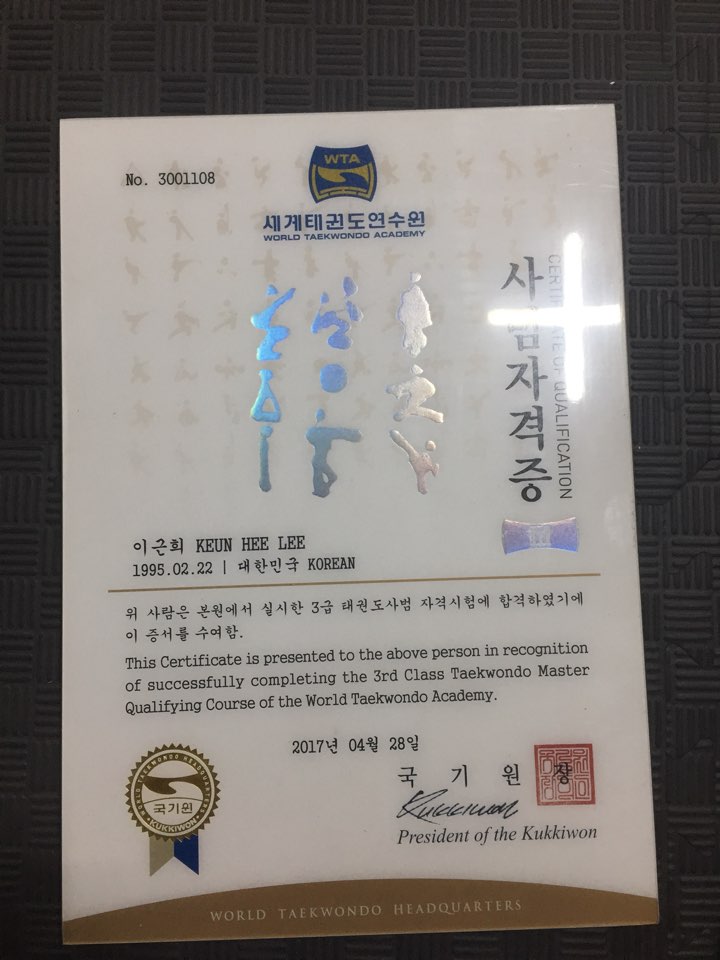 No. 3001108
WTA
세계태권도연수원
WORLD TAEKWONDO ACADEMY
사범자격증
CERTIFICATE OF QUALIFICATION
이근희 KEUN HEE LEE
1995.02.22 | 대한민국 KOREAN
위 사람은 본원에서 실시한 3급 태권도사범 자격시험에 합격하였기에
이 증서를 수여함.
This Certificate is presented to the above person in recognition
of successfully completing the 3rd Class Taekwondo Master
Qualifying Course of the World Taekwondo Academy.
2017년 04월 28일
국 기 원 장
Kukkiwon
President of the Kukkiwon
WORLD TAEKWONDO HEADQUARTERS
국기원
KUKKIWON
WORLD TAEKWONDO HEADQUARTERS